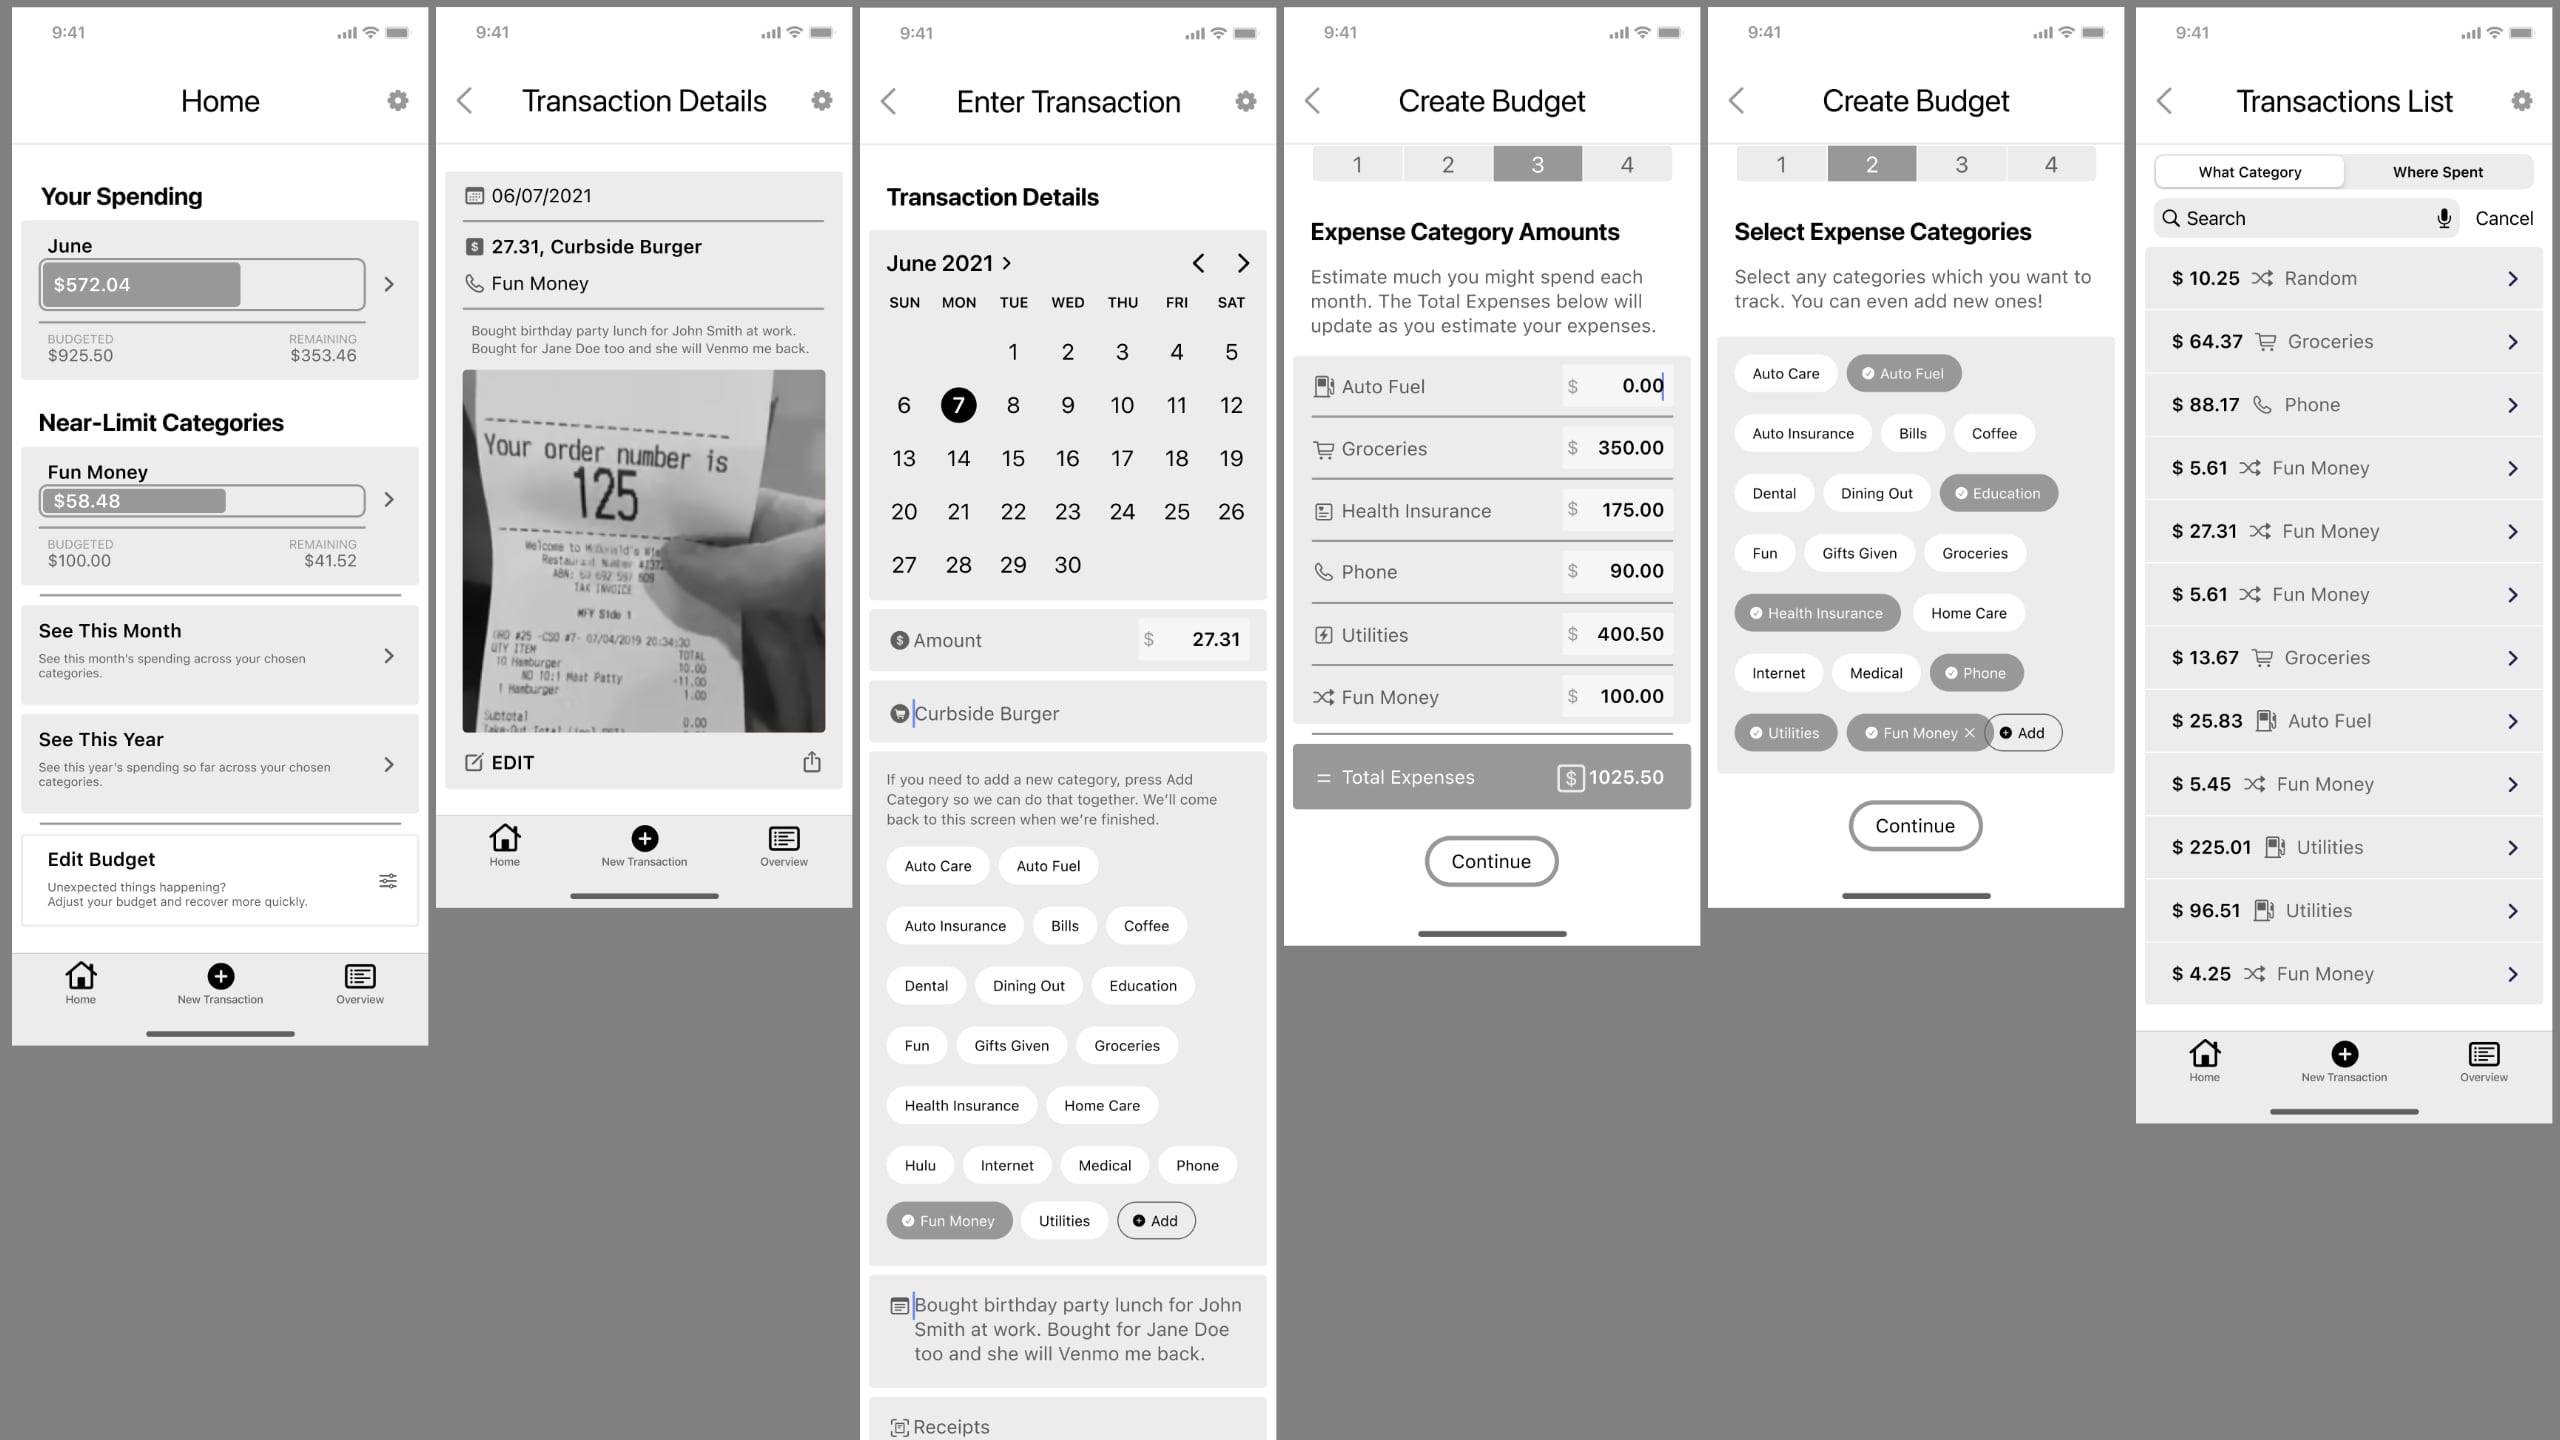 9:41
Home
Your Spending
June
$572.04
BUDGETED
REMAINING
$925.50
$353.46
Near-Limit Categories
Fun Money
$58.48
BUDGETED
REMAINING
$100.00
$41.52
See This Month
See this month's spending across your chosen
categories.
See This Year
See this year's spending so far across your chosen
categories.
Edit Budget
Unexpected things happening?
Adjust your budget and recover more quickly.
Home
New Transaction
Overview
9:41
Transaction Details
06/07/2021
$ 27.31, Curbside Burger
Fun Money
Bought birthday party lunch for John Smith at work.
Bought for Jane Doe too and she will Venmo me back.
Your order number is
125
Welcome to McDonald's
Restaurant Number
ABN:
TAX INVOICE
MFY Side 1
ORD #25 -CSO #7- 07/04/2019 20:34:30
QTY ITEM TOTAL
10 Hamburger 10.00
NO 10:1 Meat Patty -11.00
1 Hamburger 1.00
Subtotal 0.00
EDIT
Home
New Transaction
Overview
9:41
Enter Transaction
Transaction Details
June 2021
SUN MON TUE WED THU FRI SAT
1 2 3 4 5
6 7 8 9 10 11 12
13 14 15 16 17 18 19
20 21 22 23 24 25 26
27 28 29 30
$ Amount $ 27.31
Curbside Burger
If you need to add a new category, press Add
Category so we can do that together. We'll come
back to this screen when we're finished.
Auto Care Auto Fuel
Auto Insurance Bills Coffee
Dental Dining Out Education
Fun Gifts Given Groceries
Health Insurance Home Care
Hulu Internet Medical Phone
Fun Money Utilities Add
Bought birthday party lunch for John
Smith at work. Bought for Jane Doe
too and she will Venmo me back.
Receipts
9:41
Create Budget
1 2 3 4
Expense Category Amounts
Estimate much you might spend each
month. The Total Expenses below will
update as you estimate your expenses.
Auto Fuel $ 0.00
Groceries $ 350.00
Health Insurance $ 175.00
Phone $ 90.00
Utilities $ 400.50
Fun Money $ 100.00
= Total Expenses $ 1025.50
Continue
9:41
Create Budget
1 2 3 4
Select Expense Categories
Select any categories which you want to
track. You can even add new ones!
Auto Care Auto Fuel
Auto Insurance Bills Coffee
Dental Dining Out Education
Fun Gifts Given Groceries
Health Insurance Home Care
Internet Medical Phone
Utilities Fun Money Add
Continue
9:41
Transactions List
What Category Where Spent
Search Cancel
$ 10.25 Random
$ 64.37 Groceries
$ 88.17 Phone
$ 5.61 Fun Money
$ 27.31 Fun Money
$ 5.61 Fun Money
$ 13.67 Groceries
$ 25.83 Auto Fuel
$ 5.45 Fun Money
$ 225.01 Utilities
$ 96.51 Utilities
$ 4.25 Fun Money
Home
New Transaction
Overview